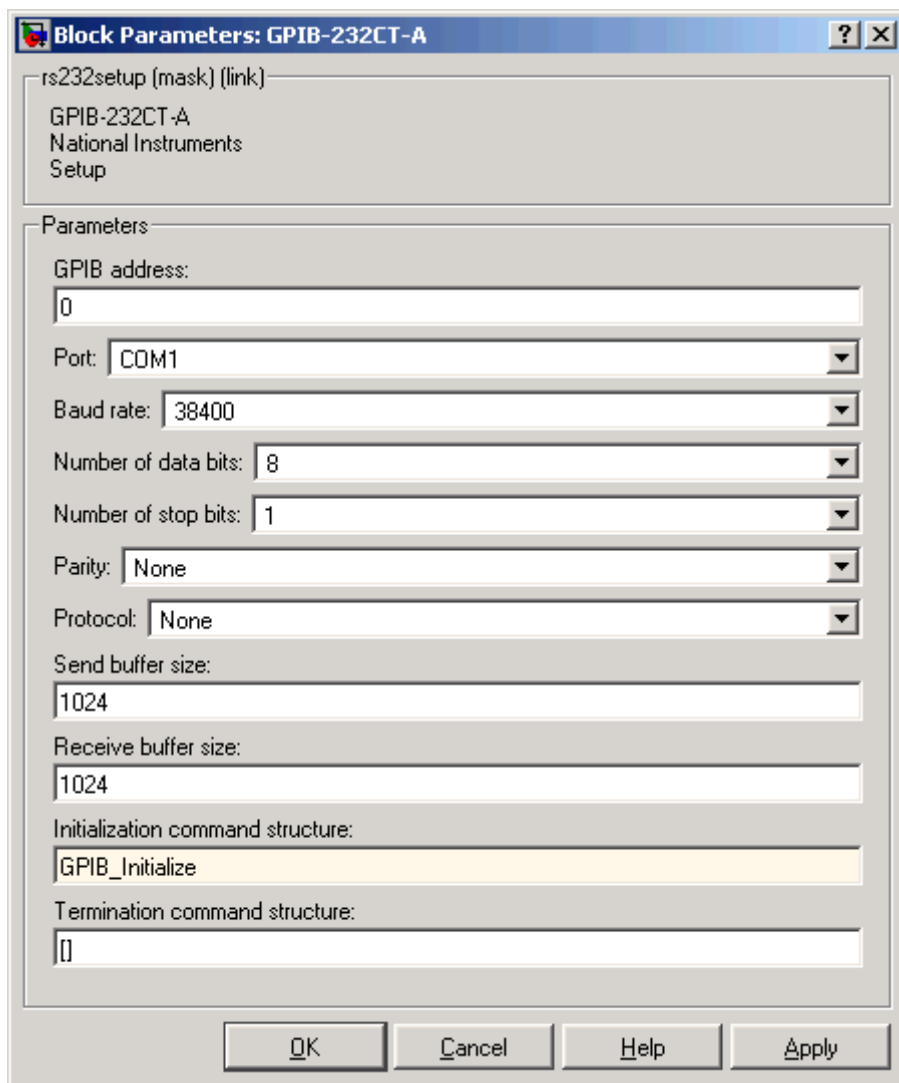 Block Parameters: GPIB-232CT-A
rs232setup (mask) (link)
GPIB-232CT-A
National Instruments
Setup
Parameters
GPIB address:
0
Port: COM1
Baud rate: 38400
Number of data bits: 8
Number of stop bits: 1
Parity: None
Protocol: None
Send buffer size:
1024
Receive buffer size:
1024
Initialization command structure:
GPIB_Initialize
Termination command structure:
[]
OK Cancel Help Apply